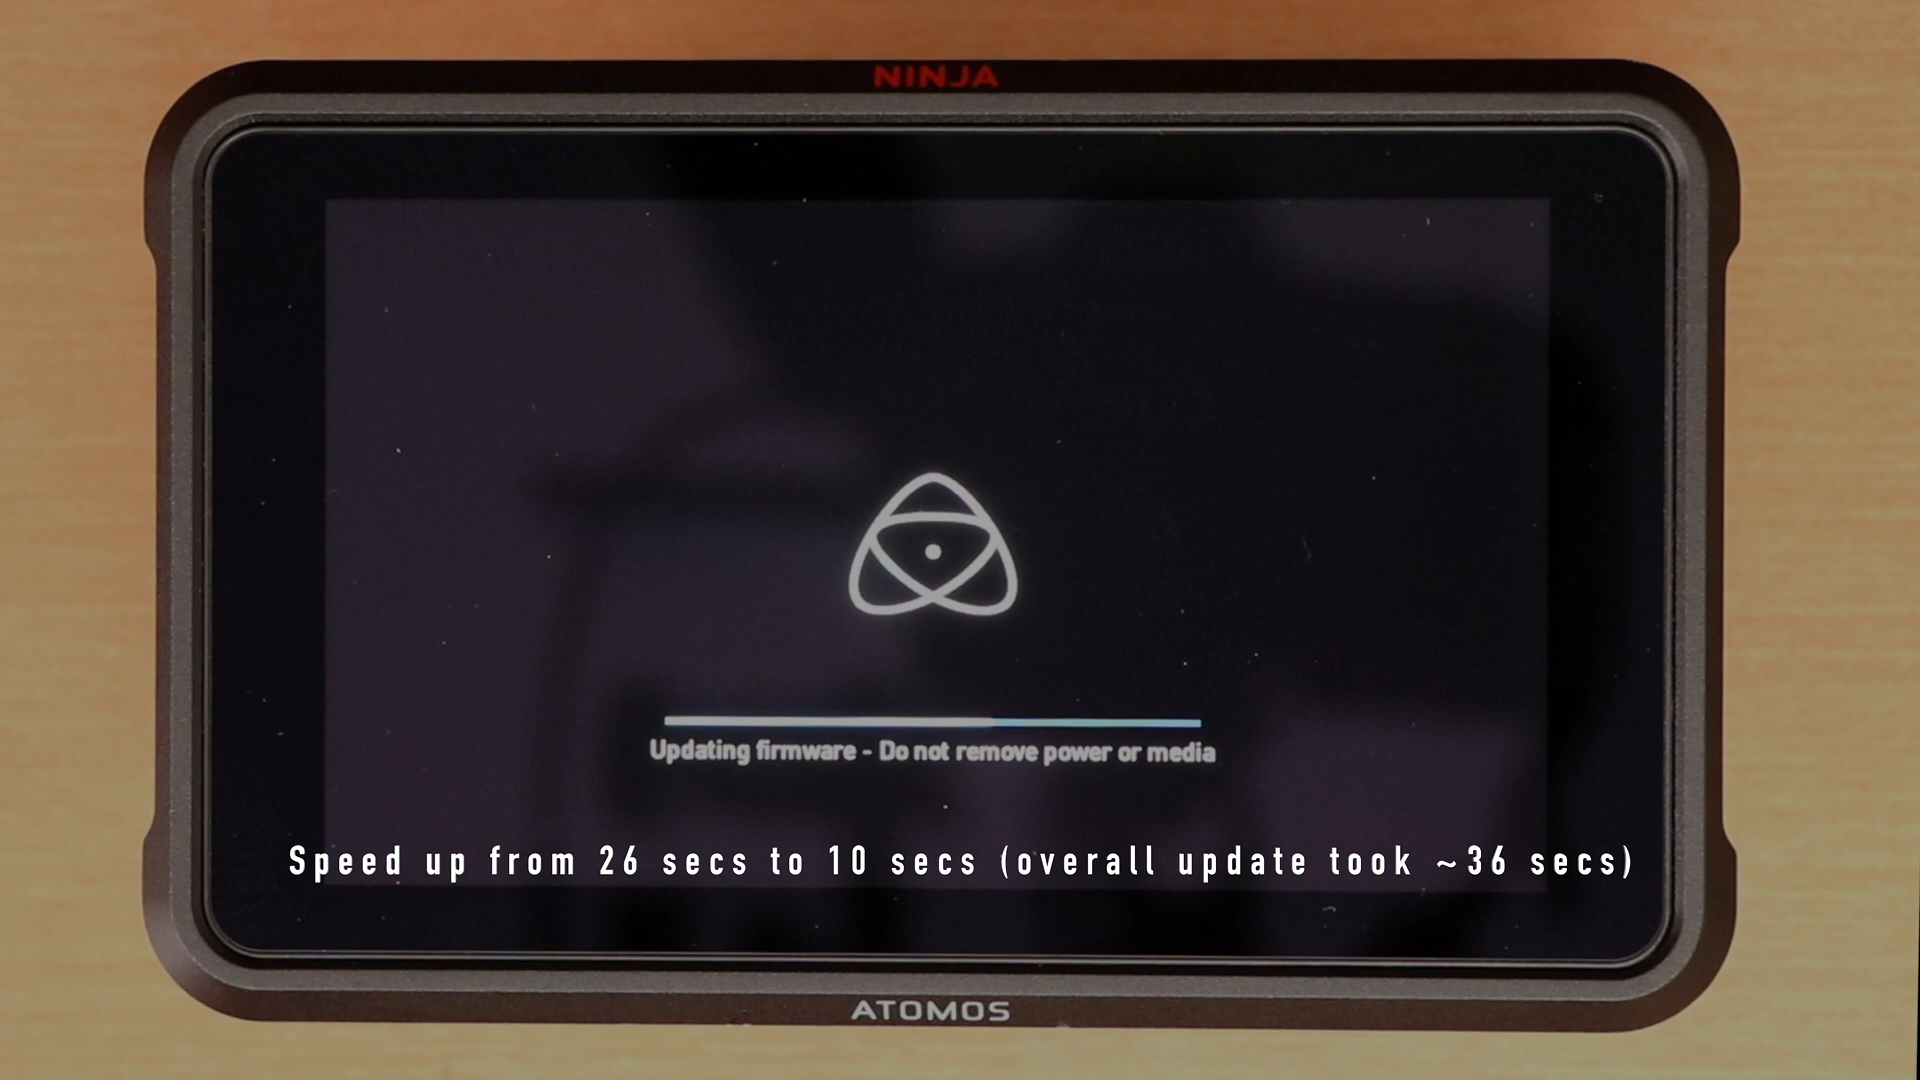 NINJA
Updating firmware - Do not remove power or media
Speed up from 26 secs to 10 secs (overall update took ~36 secs)
ATOMOS